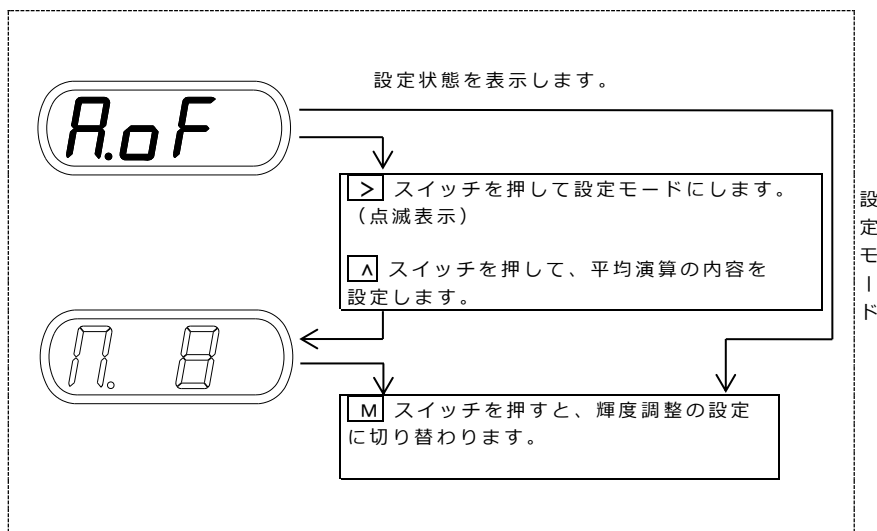 設定状態を表示します。
A.oF
> スイッチを押して設定モードにします。
(点滅表示)
∧ スイッチを押して、平均演算の内容を
設定します。
設定モード
П. 8
M スイッチを押すと、輝度調整の設定
に切り替わります。